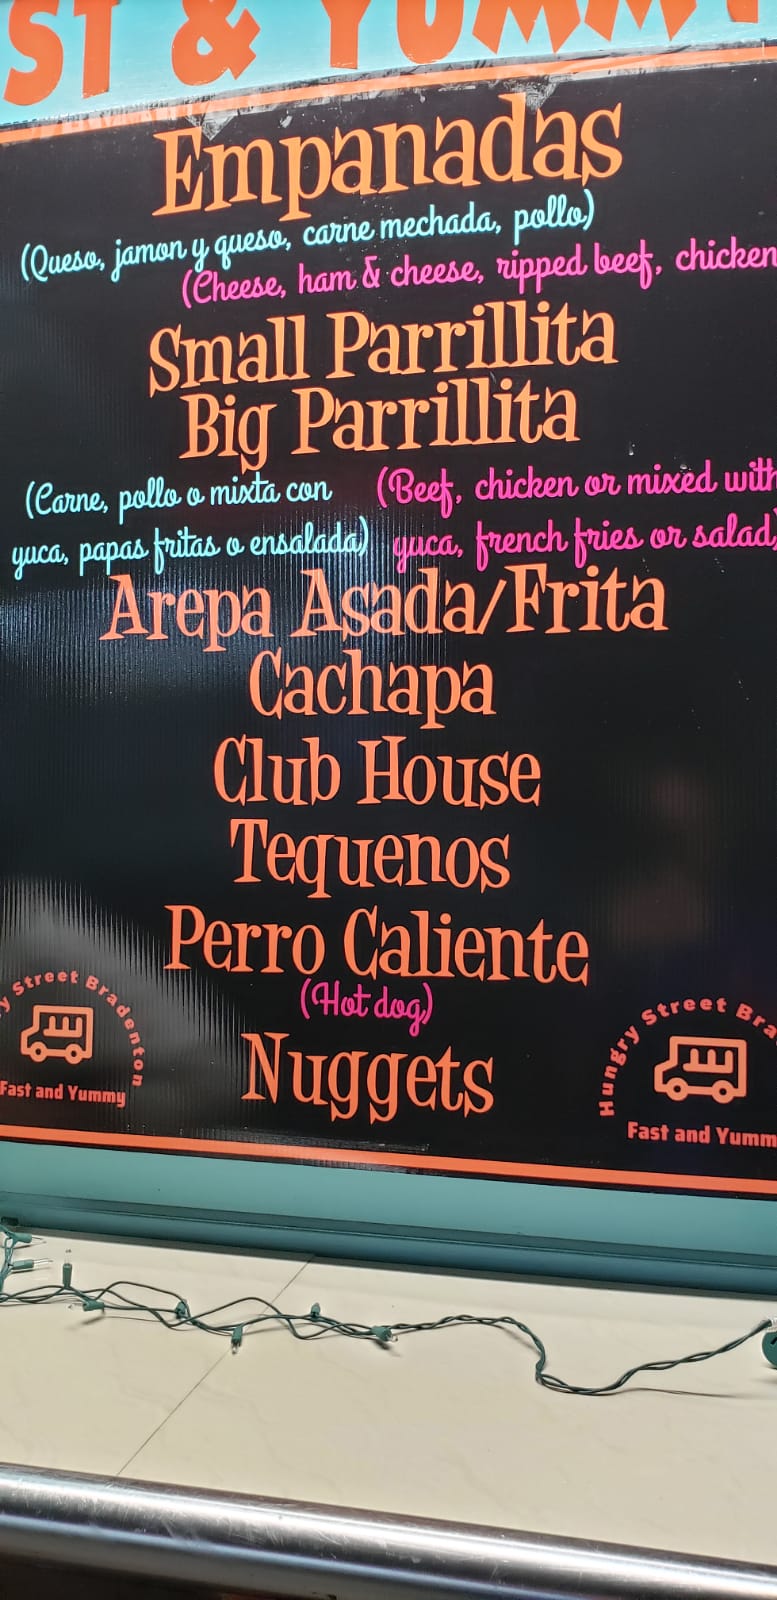 ST & YUMMY
Empanadas
(Queso, jamon y queso, carne mechada, pollo)
(Cheese, ham & cheese, ripped beef, chicken
Small Parrillita
Big Parrillita
(Carne, pollo o mixta con
yuca, papas fritas o ensalada)
(Beef, chicken or mixed with
yuca, french fries or salad)
Arepa Asada/Frita
Cachapa
Club House
Tequenos
Perro Caliente
(Hot dog)
Nuggets
y Street Bradenton
Fast and Yummy
Hungry Street Bra
Fast and Yumm